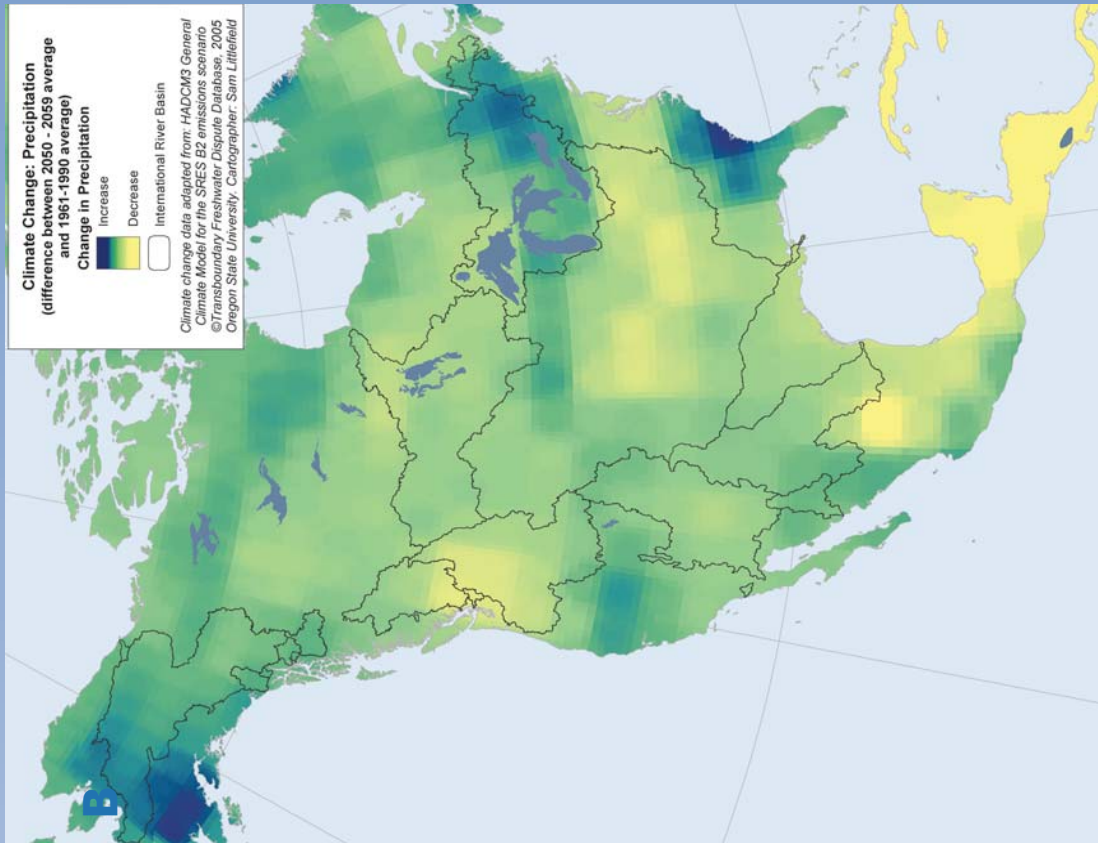 Climate Change: Precipitation
(difference between 2050 - 2059 average
and 1961-1990 average)
Change in Precipitation
Increase
Decrease
International River Basin
Climate change data adapted from: HADCM3 General
Climate Model for the SRES B2 emissions scenario
©Transboundary Freshwater Dispute Database, 2005
Oregon State University. Cartographer: Sam Littlefield
B